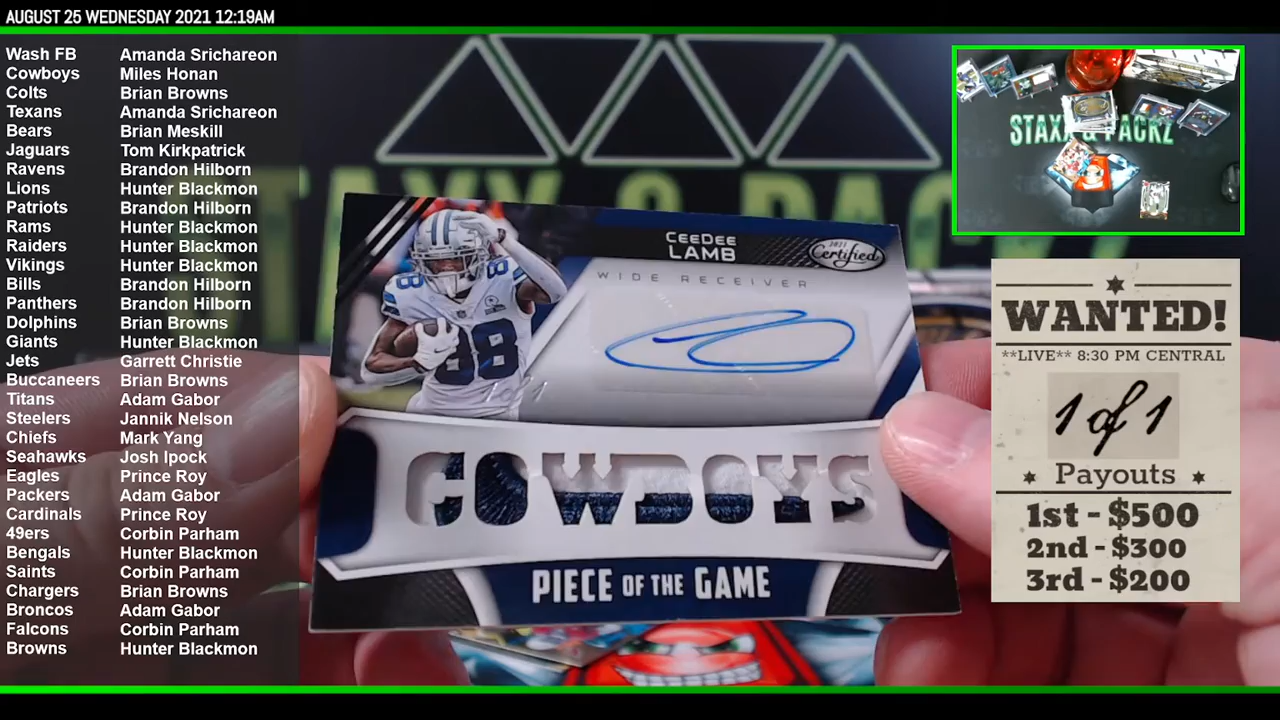 AUGUST 25 WEDNESDAY 2021 12:19AM
Wash FB Amanda Srichareon
Cowboys Miles Honan
Colts Brian Browns
Texans Amanda Srichareon
Bears Brian Meskill
Jaguars Tom Kirkpatrick
Ravens Brandon Hilborn
Lions Hunter Blackmon
Patriots Brandon Hilborn
Rams Hunter Blackmon
Raiders Hunter Blackmon
Vikings Hunter Blackmon
Bills Brandon Hilborn
Panthers Brandon Hilborn
Dolphins Brian Browns
Giants Hunter Blackmon
Jets Garrett Christie
Buccaneers Brian Browns
Titans Adam Gabor
Steelers Jannik Nelson
Chiefs Mark Yang
Seahawks Josh Ipock
Eagles Prince Roy
Packers Adam Gabor
Cardinals Prince Roy
49ers Corbin Parham
Bengals Hunter Blackmon
Saints Corbin Parham
Chargers Brian Browns
Broncos Adam Gabor
Falcons Corbin Parham
Browns Hunter Blackmon
CeeDee
LAMB
2021
Certified
WIDE RECEIVER
88
COWBOYS
PIECE OF THE GAME
STAXX & PACKZ
WANTED!
**LIVE** 8:30 PM CENTRAL
1 of 1
Payouts
1st - $500
2nd - $300
3rd - $200